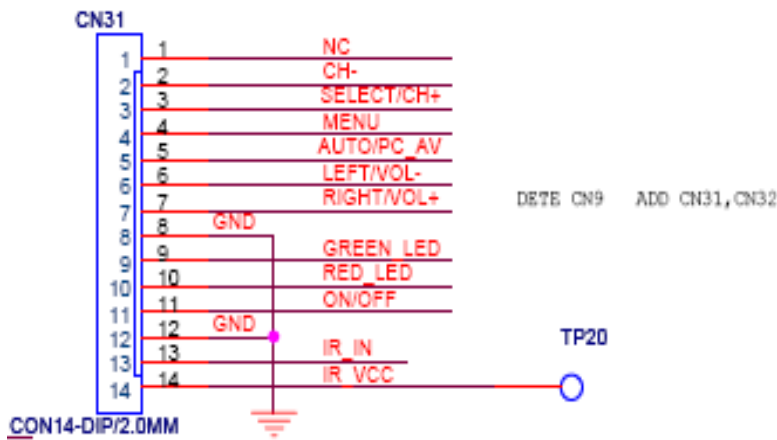 CN31
1 1 NC
2 2 CH-
3 3 SELECT/CH+
4 4 MENU
5 5 AUTO/PC_AV
6 6 LEFT/VOL-
7 7 RIGHT/VOL+
DETE CN9 ADD CN31,CN32
8 8 GND
9 9 GREEN_LED
10 10 RED_LED
11 11 ON/OFF
12 12 GND
13 13 IR_IN
TP20
14 14 IR_VCC
CON14-DIP/2.0MM